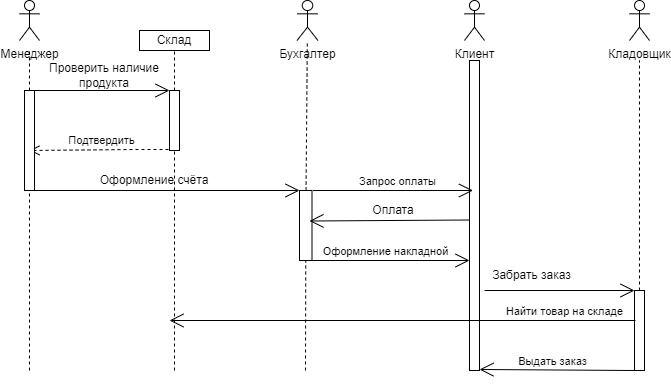 Менеджер
Склад
Бухгалтер
Клиент
Кладовщик
Проверить наличие
продукта
Подтвердить
Оформление счёта
Запрос оплаты
Оплата
Оформление накладной
Забрать заказ
Найти товар на складе
Выдать заказ